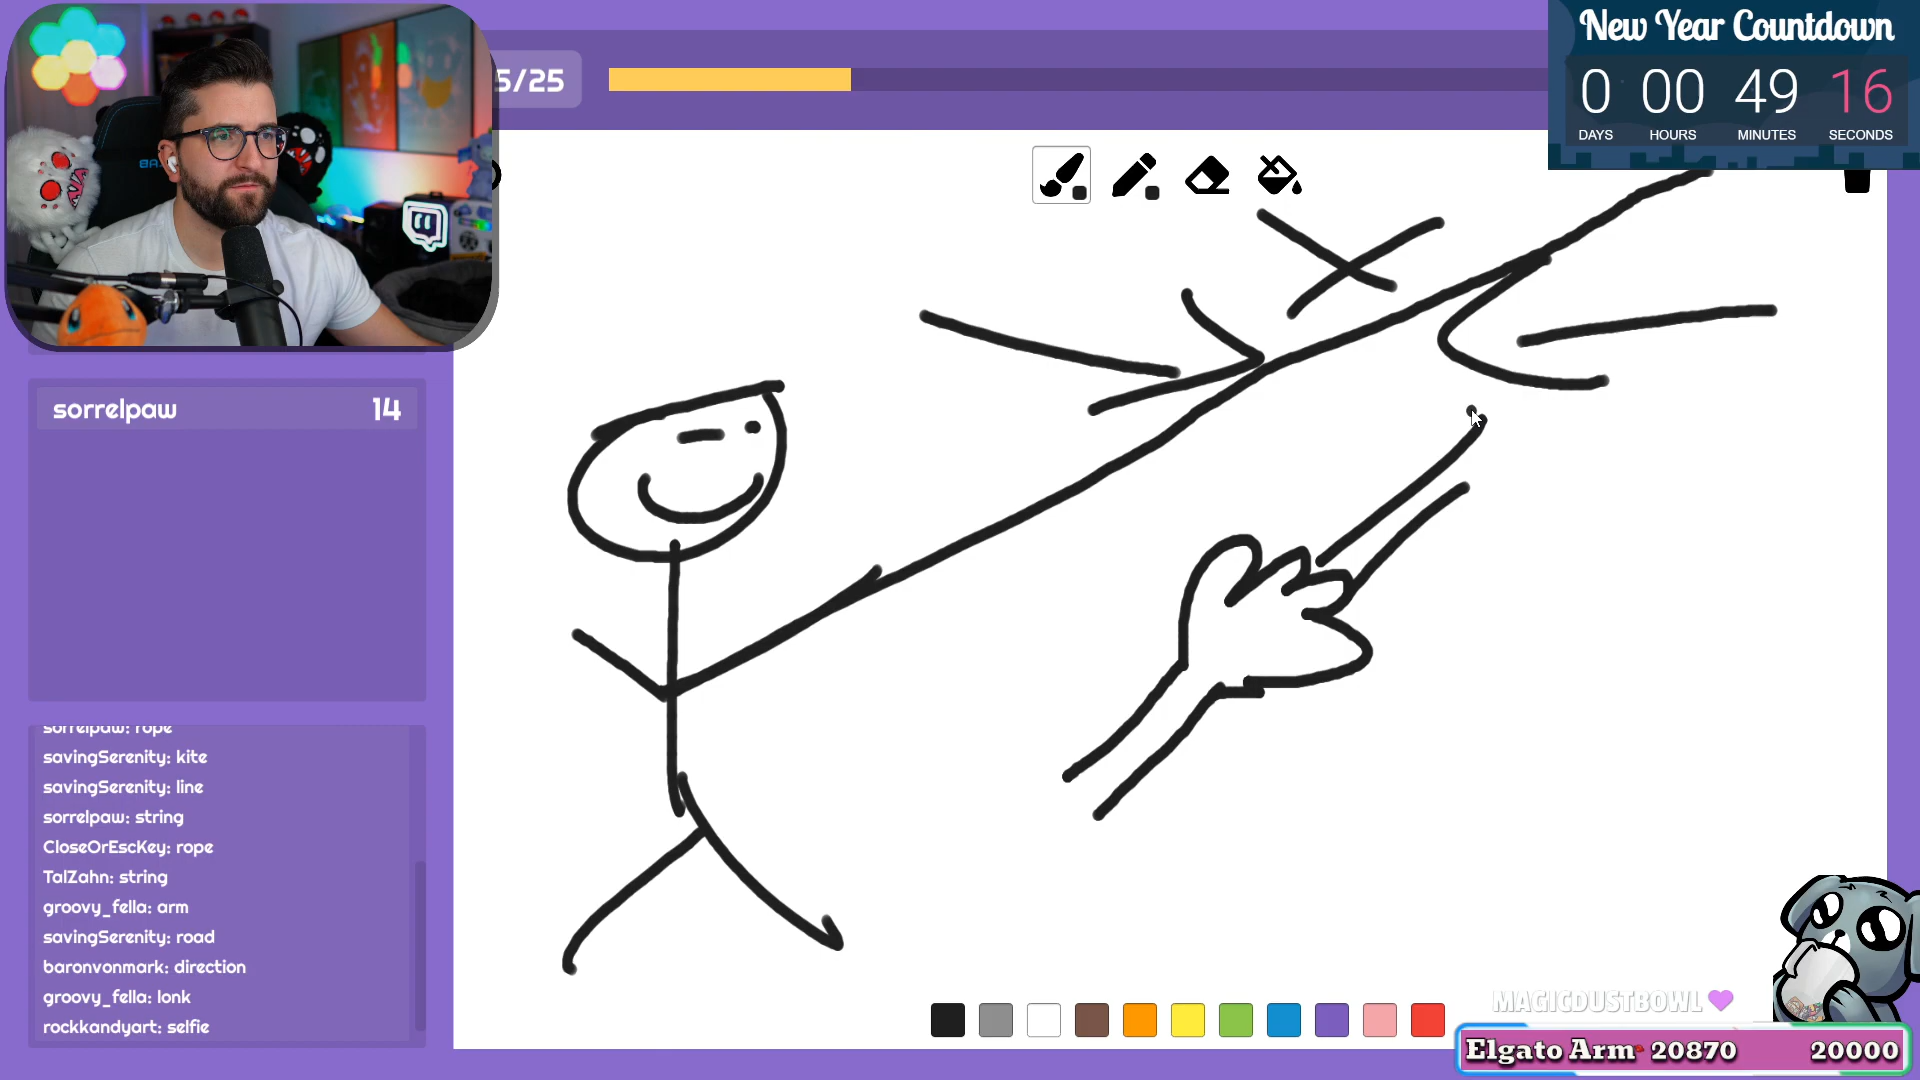 5/25
New Year Countdown
0 00 49 16
DAYS HOURS MINUTES SECONDS
sorrelpaw 14
sorrelpaw: rope
savingSerenity: kite
savingSerenity: line
sorrelpaw: string
CloseOrEscKey: rope
TalZahn: string
groovy_fella: arm
savingSerenity: road
baronvonmark: direction
groovy_fella: lonk
rockkandyart: selfie
MAGICDUSTBOWL
Elgato Arm 20870 20000